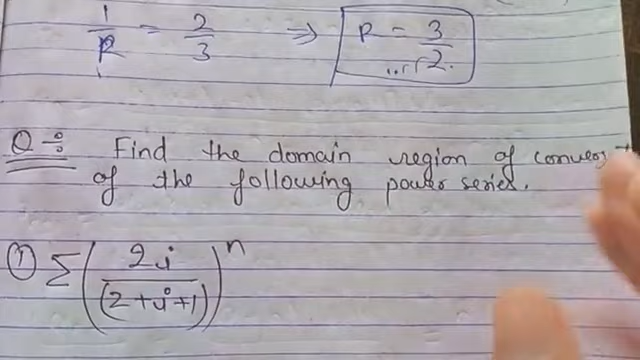 1/R = 2/3 ⇒ R = 3/2.
Q ÷ Find the domain region of converg
of the following power series.
① Σ (2i/(2+i+1))^n